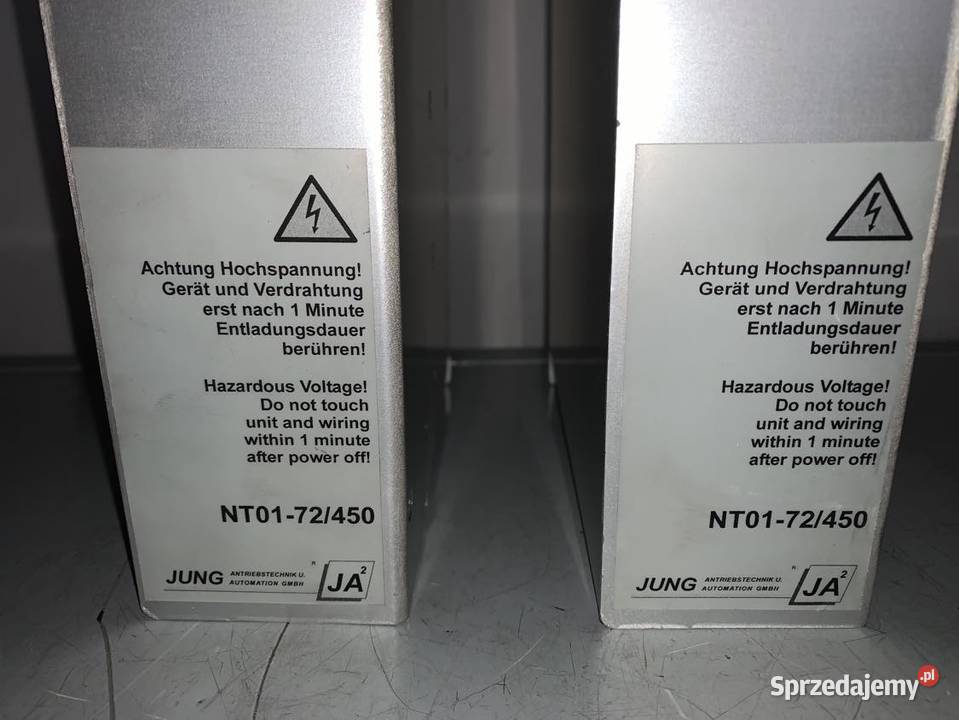 Achtung Hochspannung!
Gerät und Verdrahtung
erst nach 1 Minute
Entladungsdauer
berühren!
Hazardous Voltage!
Do not touch
unit and wiring
within 1 minute
after power off!
NT01-72/450
JUNG ANTRIEBSTECHNIK U.
AUTOMATION GMBH
® JA²
Achtung Hochspannung!
Gerät und Verdrahtung
erst nach 1 Minute
Entladungsdauer
berühren!
Hazardous Voltage!
Do not touch
unit and wiring
within 1 minute
after power off!
NT01-72/450
JUNG ANTRIEBSTECHNIK U.
AUTOMATION GMBH
® JA²
Sprzedajemy.pl